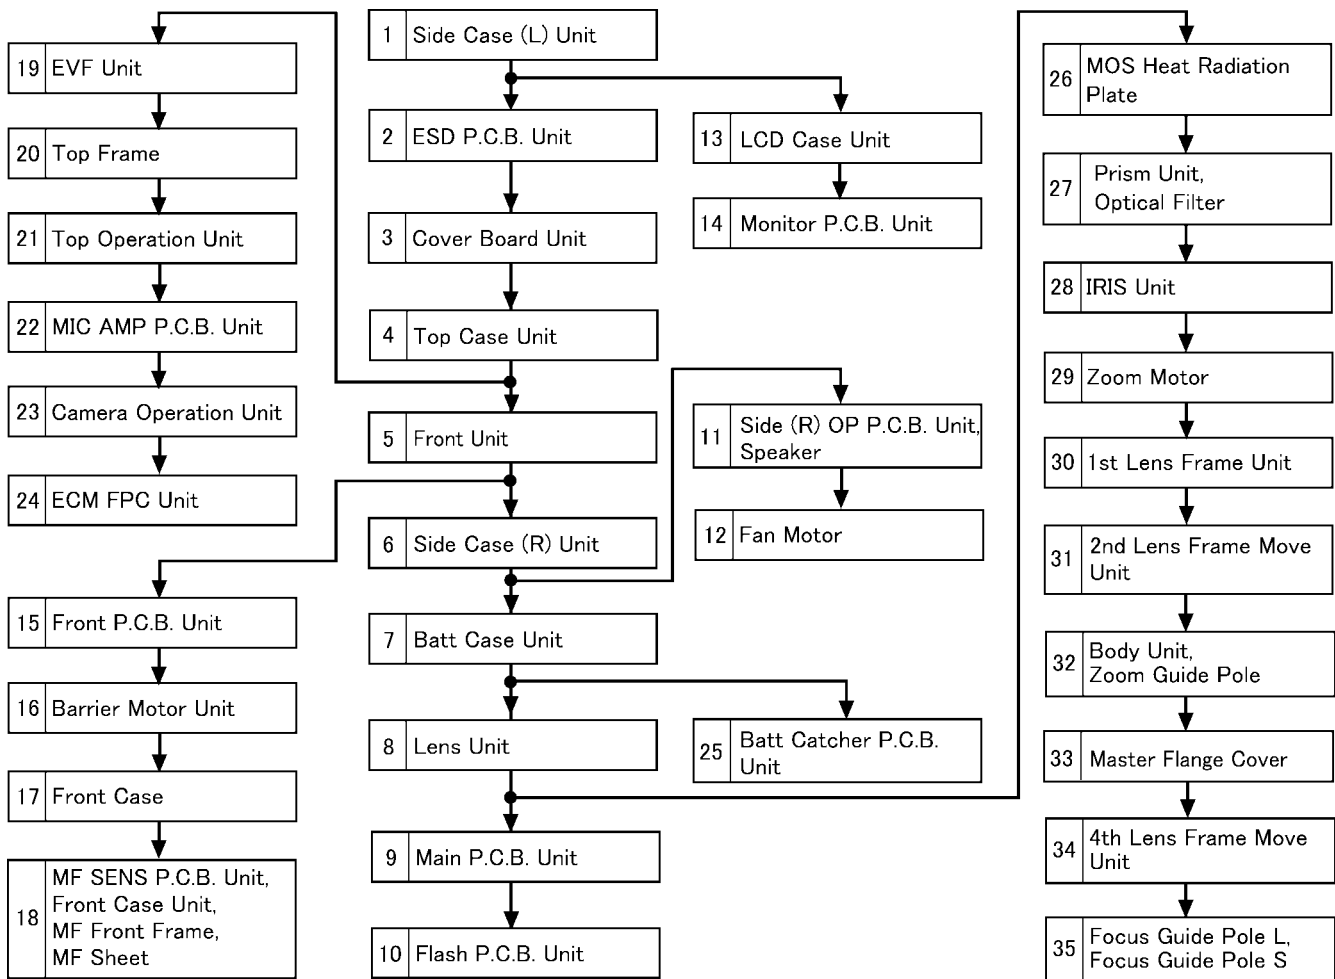 1 Side Case (L) Unit
2 ESD P.C.B. Unit
3 Cover Board Unit
4 Top Case Unit
5 Front Unit
6 Side Case (R) Unit
7 Batt Case Unit
8 Lens Unit
9 Main P.C.B. Unit
10 Flash P.C.B. Unit
11 Side (R) OP P.C.B. Unit,
Speaker
12 Fan Motor
13 LCD Case Unit
14 Monitor P.C.B. Unit
15 Front P.C.B. Unit
16 Barrier Motor Unit
17 Front Case
18 MF SENS P.C.B. Unit,
Front Case Unit,
MF Front Frame,
MF Sheet
19 EVF Unit
20 Top Frame
21 Top Operation Unit
22 MIC AMP P.C.B. Unit
23 Camera Operation Unit
24 ECM FPC Unit
25 Batt Catcher P.C.B.
Unit
26 MOS Heat Radiation
Plate
27 Prism Unit,
Optical Filter
28 IRIS Unit
29 Zoom Motor
30 1st Lens Frame Unit
31 2nd Lens Frame Move
Unit
32 Body Unit,
Zoom Guide Pole
33 Master Flange Cover
34 4th Lens Frame Move
Unit
35 Focus Guide Pole L,
Focus Guide Pole S